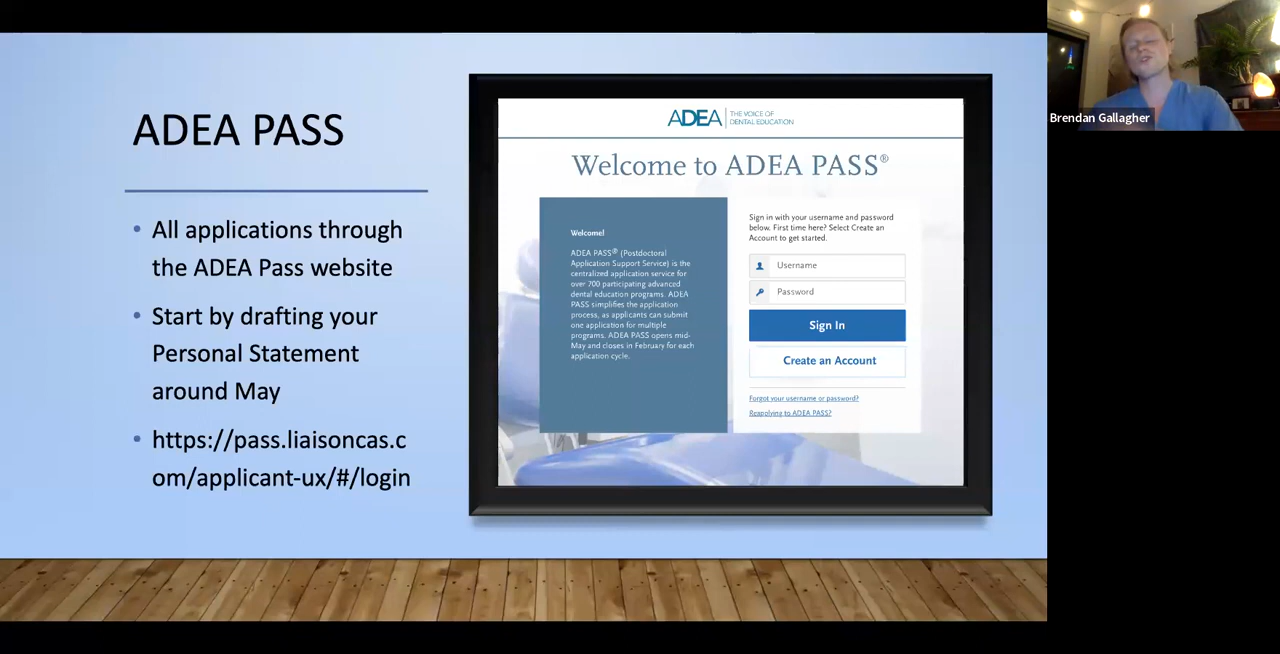 ADEA PASS
• All applications through
the ADEA Pass website
• Start by drafting your
Personal Statement
around May
• https://pass.liaisoncas.c
om/applicant-ux/#/login
ADEA THE VOICE OF
DENTAL EDUCATION
Welcome to ADEA PASS®
Welcome!
ADEA PASS® (Postdoctoral
Application Support Service) is the
centralized application service for
over 700 participating advanced
dental education programs. ADEA
PASS simplifies the application
process, as applicants can submit
one application for multiple
programs. ADEA PASS opens mid-
May and closes in February for each
application cycle.
Sign in with your username and password
below. First time here? Select Create an
Account to get started.
Username
Password
Sign In
Create an Account
Forgot your username or password?
Reapplying to ADEA PASS?
Brendan Gallagher